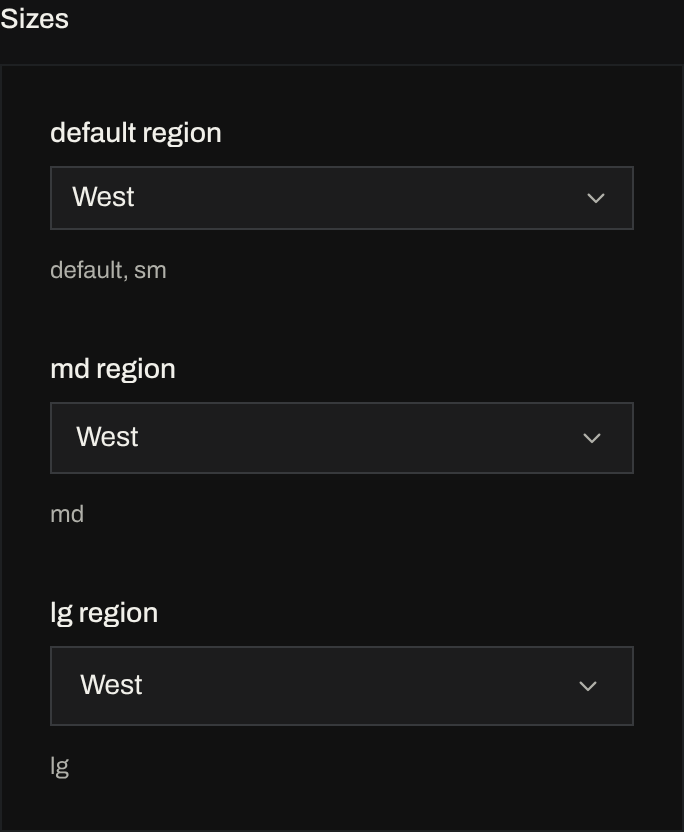 Sizes
default region
West
default, sm
md region
West
md
lg region
West
lg